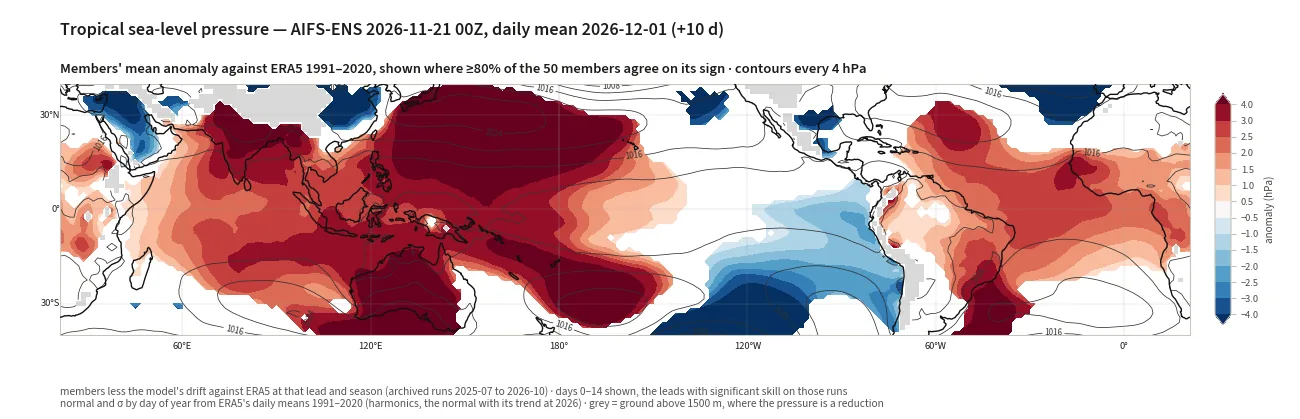 Tropical sea-level pressure — AIFS-ENS 2026-11-21 00Z, daily mean 2026-12-01 (+10 d)
Members' mean anomaly against ERA5 1991–2020, shown where ≥80% of the 50 members agree on its sign · contours every 4 hPa
30°N
0°
30°S
60°E
120°E
180°
120°W
60°W
0°
1016
1008
1016
1016
1016
1016
1016
1016
1024
4.0
3.0
2.5
2.0
1.5
1.0
0.5
−0.5
−1.0
−1.5
−2.0
−2.5
−3.0
−4.0
anomaly (hPa)
members less the model's drift against ERA5 at that lead and season (archived runs 2025-07 to 2026-10) · days 0–14 shown, the leads with significant skill on those runs
normal and σ by day of year from ERA5's daily means 1991–2020 (harmonics, the normal with its trend at 2026) · grey = ground above 1500 m, where the pressure is a reduction